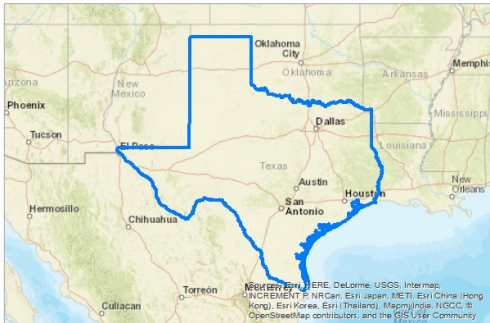 Oklahoma
City
Oklahoma
Arkansas
Memphis
Arizona
New
Mexico
Phoenix
Mississippi
Tucson
Dallas
Louisiana
El Paso
Texas
Austin
Houston
New
Orleans
San
Antonio
Hermosillo
Chihuahua
Monterrey
Torreón
Culiacan
Sources: Esri, HERE, DeLorme, USGS, Intermap,
INCREMENT P, NRCan, Esri Japan, METI, Esri China (Hong
Kong), Esri Korea, Esri (Thailand), MapmyIndia, NGCC, ©
OpenStreetMap contributors, and the GIS User Community